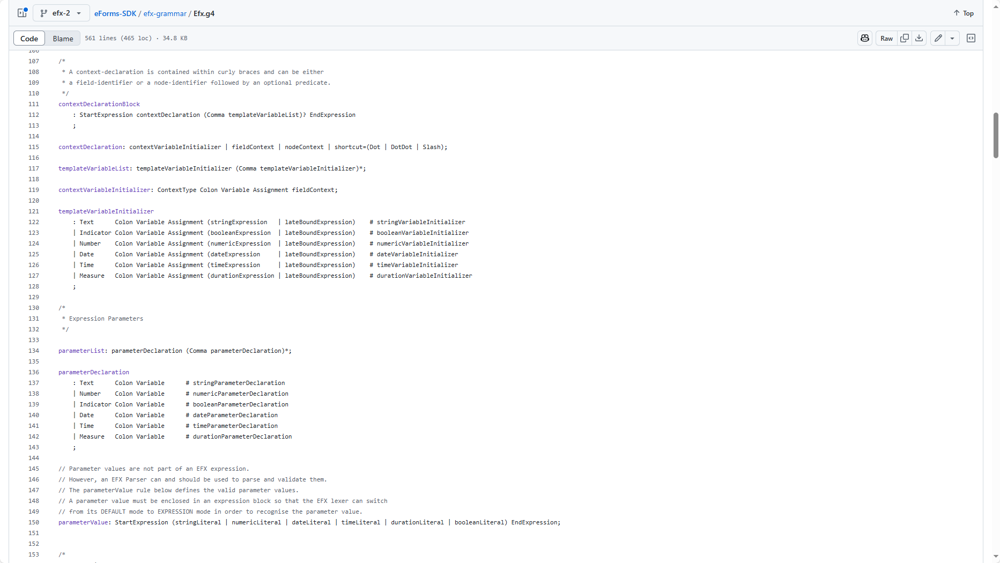 efx-2 eForms-SDK / efx-grammar / Efx.g4 Top
Code Blame 561 lines (465 loc) · 34.8 KB Raw
106
107 /*
108 * A context-declaration is contained within curly braces and can be either
109 * a field-identifier or a node-identifier followed by an optional predicate.
110 */
111 contextDeclarationBlock
112 : StartExpression contextDeclaration (Comma templateVariableList)? EndExpression
113 ;
114
115 contextDeclaration: contextVariableInitializer | fieldContext | nodeContext | shortcut=(Dot | DotDot | Slash);
116
117 templateVariableList: templateVariableInitializer (Comma templateVariableInitializer)*;
118
119 contextVariableInitializer: ContextType Colon Variable Assignment fieldContext;
120
121 templateVariableInitializer
122 : Text Colon Variable Assignment (stringExpression | lateBoundExpression) # stringVariableInitializer
123 | Indicator Colon Variable Assignment (booleanExpression | lateBoundExpression) # booleanVariableInitializer
124 | Number Colon Variable Assignment (numericExpression | lateBoundExpression) # numericVariableInitializer
125 | Date Colon Variable Assignment (dateExpression | lateBoundExpression) # dateVariableInitializer
126 | Time Colon Variable Assignment (timeExpression | lateBoundExpression) # timeVariableInitializer
127 | Measure Colon Variable Assignment (durationExpression | lateBoundExpression) # durationVariableInitializer
128 ;
129
130 /*
131 * Expression Parameters
132 */
133
134 parameterList: parameterDeclaration (Comma parameterDeclaration)*;
135
136 parameterDeclaration
137 : Text Colon Variable # stringParameterDeclaration
138 | Number Colon Variable # numericParameterDeclaration
139 | Indicator Colon Variable # booleanParameterDeclaration
140 | Date Colon Variable # dateParameterDeclaration
141 | Time Colon Variable # timeParameterDeclaration
142 | Measure Colon Variable # durationParameterDeclaration
143 ;
144
145 // Parameter values are not part of an EFX expression.
146 // However, an EFX Parser can and should be used to parse and validate them.
147 // The parameterValue rule below defines the valid parameter values.
148 // A parameter value must be enclosed in an expression block so that the EFX lexer can switch
149 // from its DEFAULT mode to EXPRESSION mode in order to recognise the parameter value.
150 parameterValue: StartExpression (stringLiteral | numericLiteral | dateLiteral | timeLiteral | durationLiteral | booleanLiteral) EndExpression;
151
152
153 /*